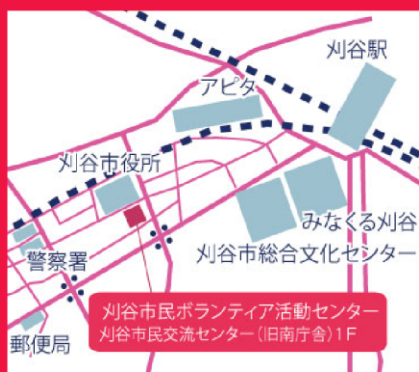 刈谷駅
アピタ
刈谷市役所
みなくる刈谷
刈谷市総合文化センター
警察署
刈谷市民ボランティア活動センター
刈谷市民交流センター(旧南庁舎)1F
郵便局